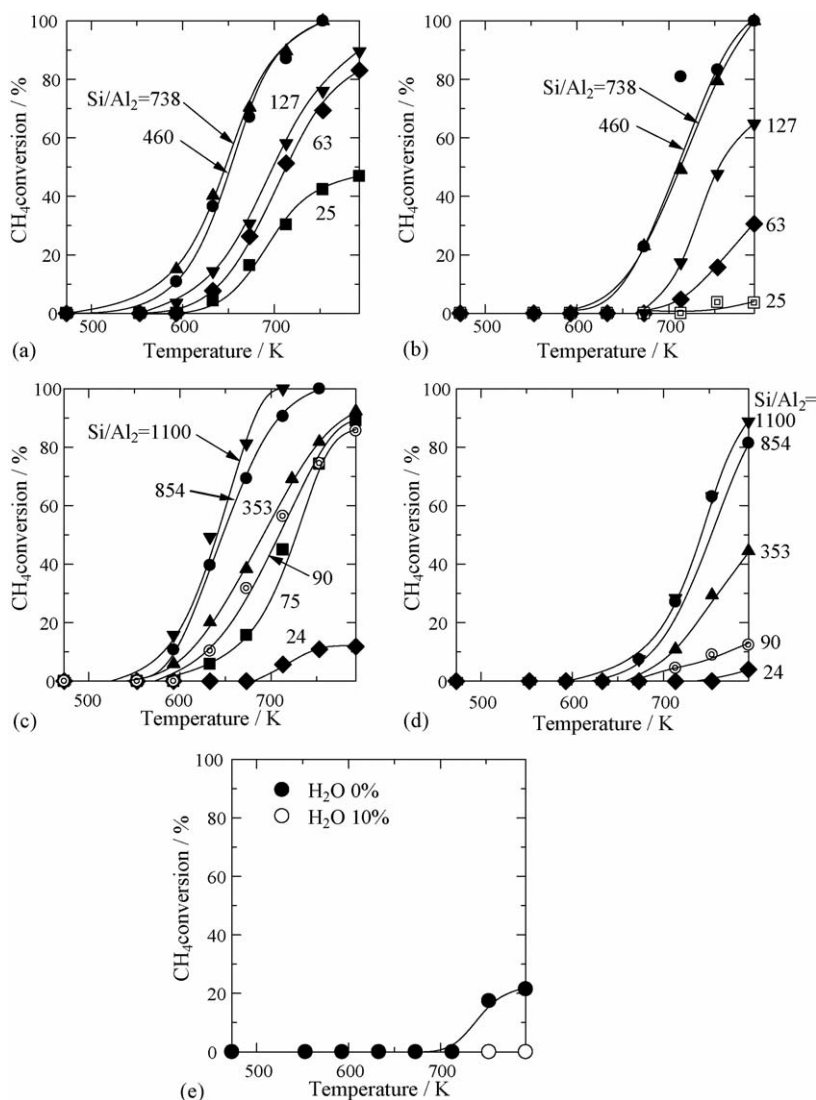 100
80
60
40
20
0
CH₄conversion / %
Si/Al₂=738
460
127
63
25
500 600 700
(a) Temperature / K
100
80
60
40
20
0
CH₄conversion / %
Si/Al₂=738
460
127
63
25
500 600 700
(b) Temperature / K
100
80
60
40
20
0
CH₄conversion / %
Si/Al₂=1100
854
353
90
75
24
500 600 700
(c) Temperature / K
100
80
60
40
20
0
CH₄conversion / %
Si/Al₂=
1100
854
353
90
24
500 600 700
(d) Temperature / K
100
80
60
40
20
0
CH₄conversion / %
H₂O 0%
H₂O 10%
500 600 700
(e) Temperature / K